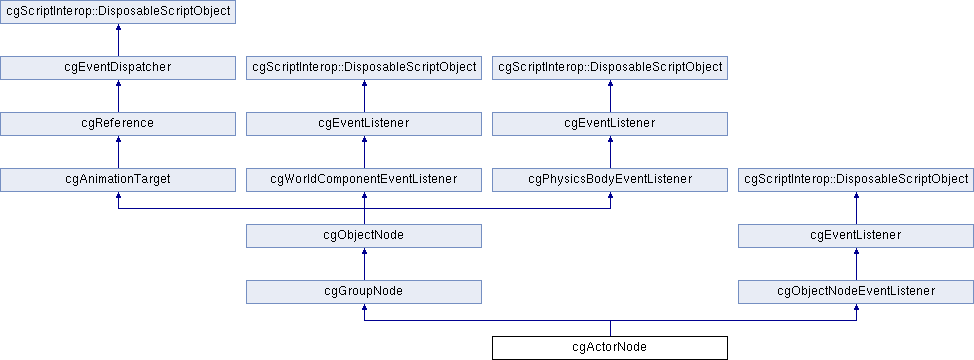 cgScriptInterop::DisposableScriptObject
cgEventDispatcher
cgScriptInterop::DisposableScriptObject
cgScriptInterop::DisposableScriptObject
cgReference
cgEventListener
cgEventListener
cgAnimationTarget
cgWorldComponentEventListener
cgPhysicsBodyEventListener
cgScriptInterop::DisposableScriptObject
cgObjectNode
cgEventListener
cgGroupNode
cgObjectNodeEventListener
cgActorNode